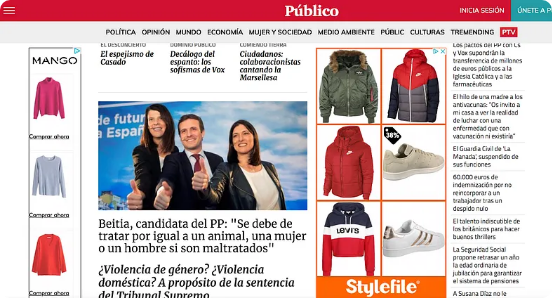 Público
INICIA SESIÓN
ÚNETE A P
POLÍTICA OPINIÓN MUNDO ECONOMÍA MUJER Y SOCIEDAD MEDIO AMBIENTE PÚBLIC CULTURAS TRENDING PTV
MANGO
Comprar ahora
Comprar ahora
EL DESCONCIERTO
El espejismo de
Casado
DOMINIO PÚBLICO
Decálogo del
espanto: los
sofismas de Vox
COMIENDO TIERRA
Ciudadanos:
colaboracionistas
cantando la
Marsellesa
de futu
España
Beitia, candidata del PP: "Se debe de
tratar por igual a un animal, una mujer
o un hombre si son maltratados"
¿Violencia de género? ¿Violencia
doméstica? A propósito de la sentencia
del Tribunal Supremo
38%
LEVI'S
Stylefile
Los pactos del PP con Cs
y Vox supondrán la
transferencia de millones
de euros públicos a la
Iglesia Católica y a las
farmacéuticas
El hilo de una madre a los
antivacunas: "Os invito a
mi casa a ver la realidad
de luchar con una
enfermedad que con
vacunación ni existiría"
El Guardia Civil de 'La
Manada', suspendido de
sus funciones
60.000 euros de
indemnización por no
reincorporar a un
trabajador tras un
despido nulo
El talento indiscutible de
los británicos para hacer
buenos thrillers
La Seguridad Social
propone retrasar un año
la edad ordinaria de
jubilación para garantizar
el sistema de pensiones
A Susana Díaz no le